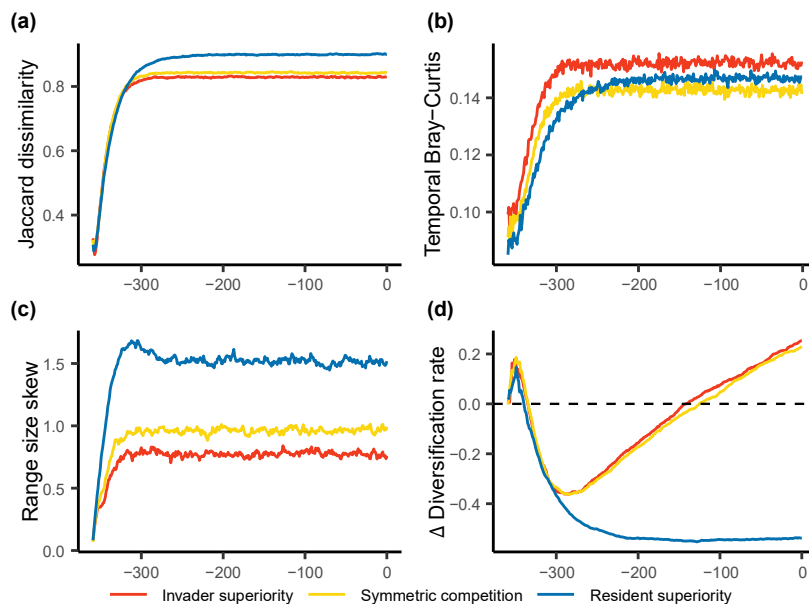 (a)
Jaccard dissimilarity
0.8
0.6
0.4
−300
−200
−100
0
(b)
Temporal Bray−Curtis
0.14
0.12
0.10
−300
−200
−100
0
(c)
Range size skew
1.5
1.0
0.5
0.0
−300
−200
−100
0
(d)
Δ Diversification rate
0.2
0.0
−0.2
−0.4
−300
−200
−100
0
Invader superiority
Symmetric competition
Resident superiority